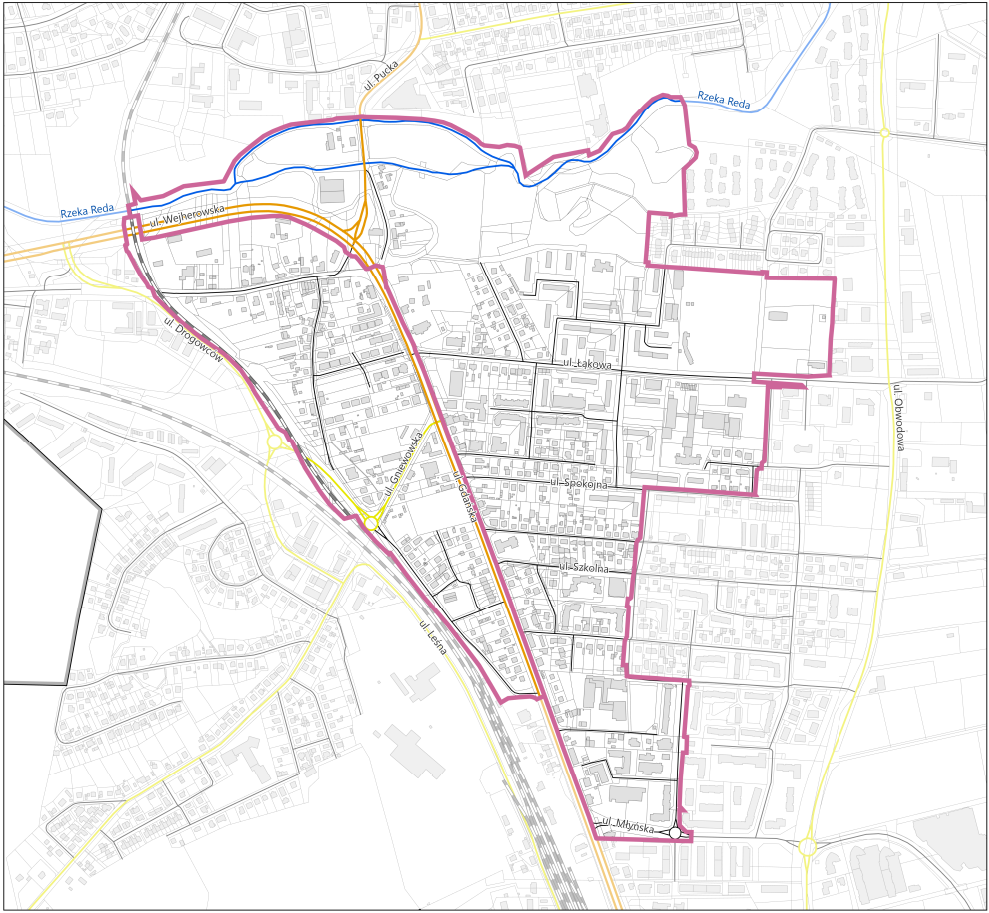 ul. Pucka
Rzeka Reda
Rzeka Reda
ul. Wejherowska
ul. Drogowców
ul. Łąkowa
ul. Obwodowa
ul. Gniewowska
ul. Gdańska
ul. Spokojna
ul. Szkolna
ul. Leśna
ul. Młyńska